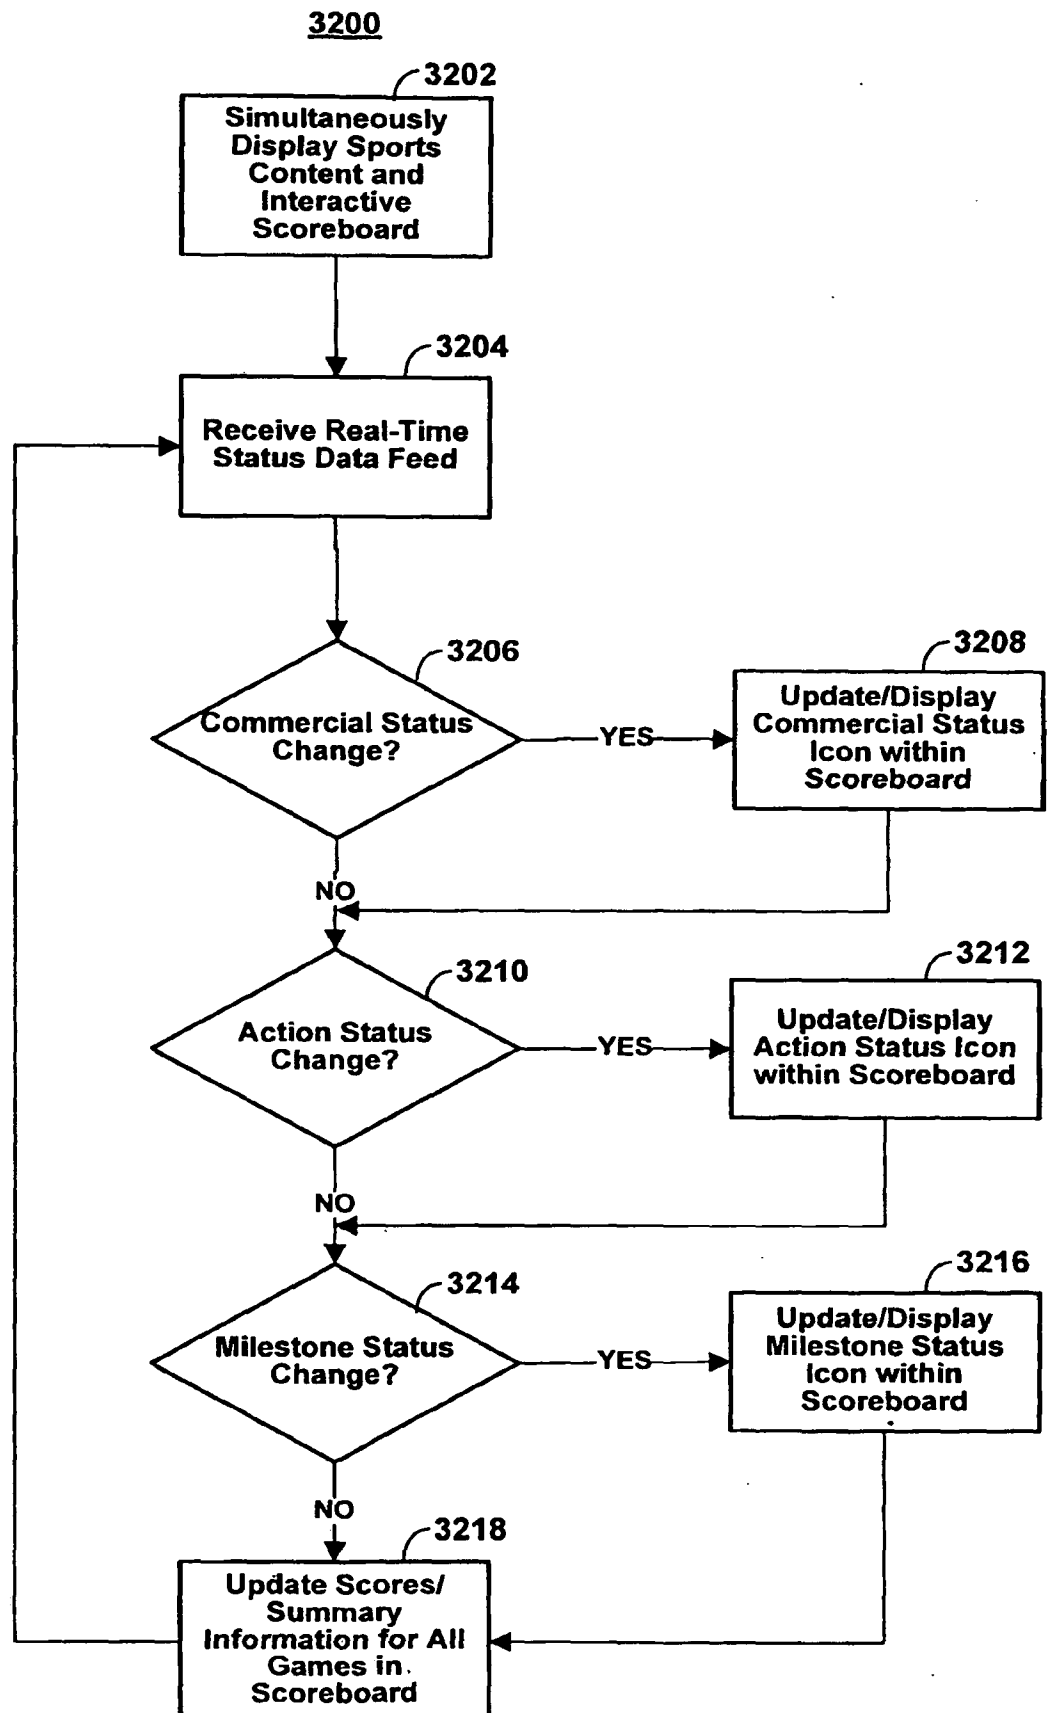 3200
3202
Simultaneously
Display Sports
Content and
Interactive
Scoreboard
3204
Receive Real-Time
Status Data Feed
3206
Commercial Status
Change?
YES
3208
Update/Display
Commercial Status
Icon within
Scoreboard
NO
3210
Action Status
Change?
YES
3212
Update/Display
Action Status Icon
within Scoreboard
NO
3214
Milestone Status
Change?
YES
3216
Update/Display
Milestone Status
Icon within
Scoreboard
NO
3218
Update Scores/
Summary
Information for All
Games in
Scoreboard